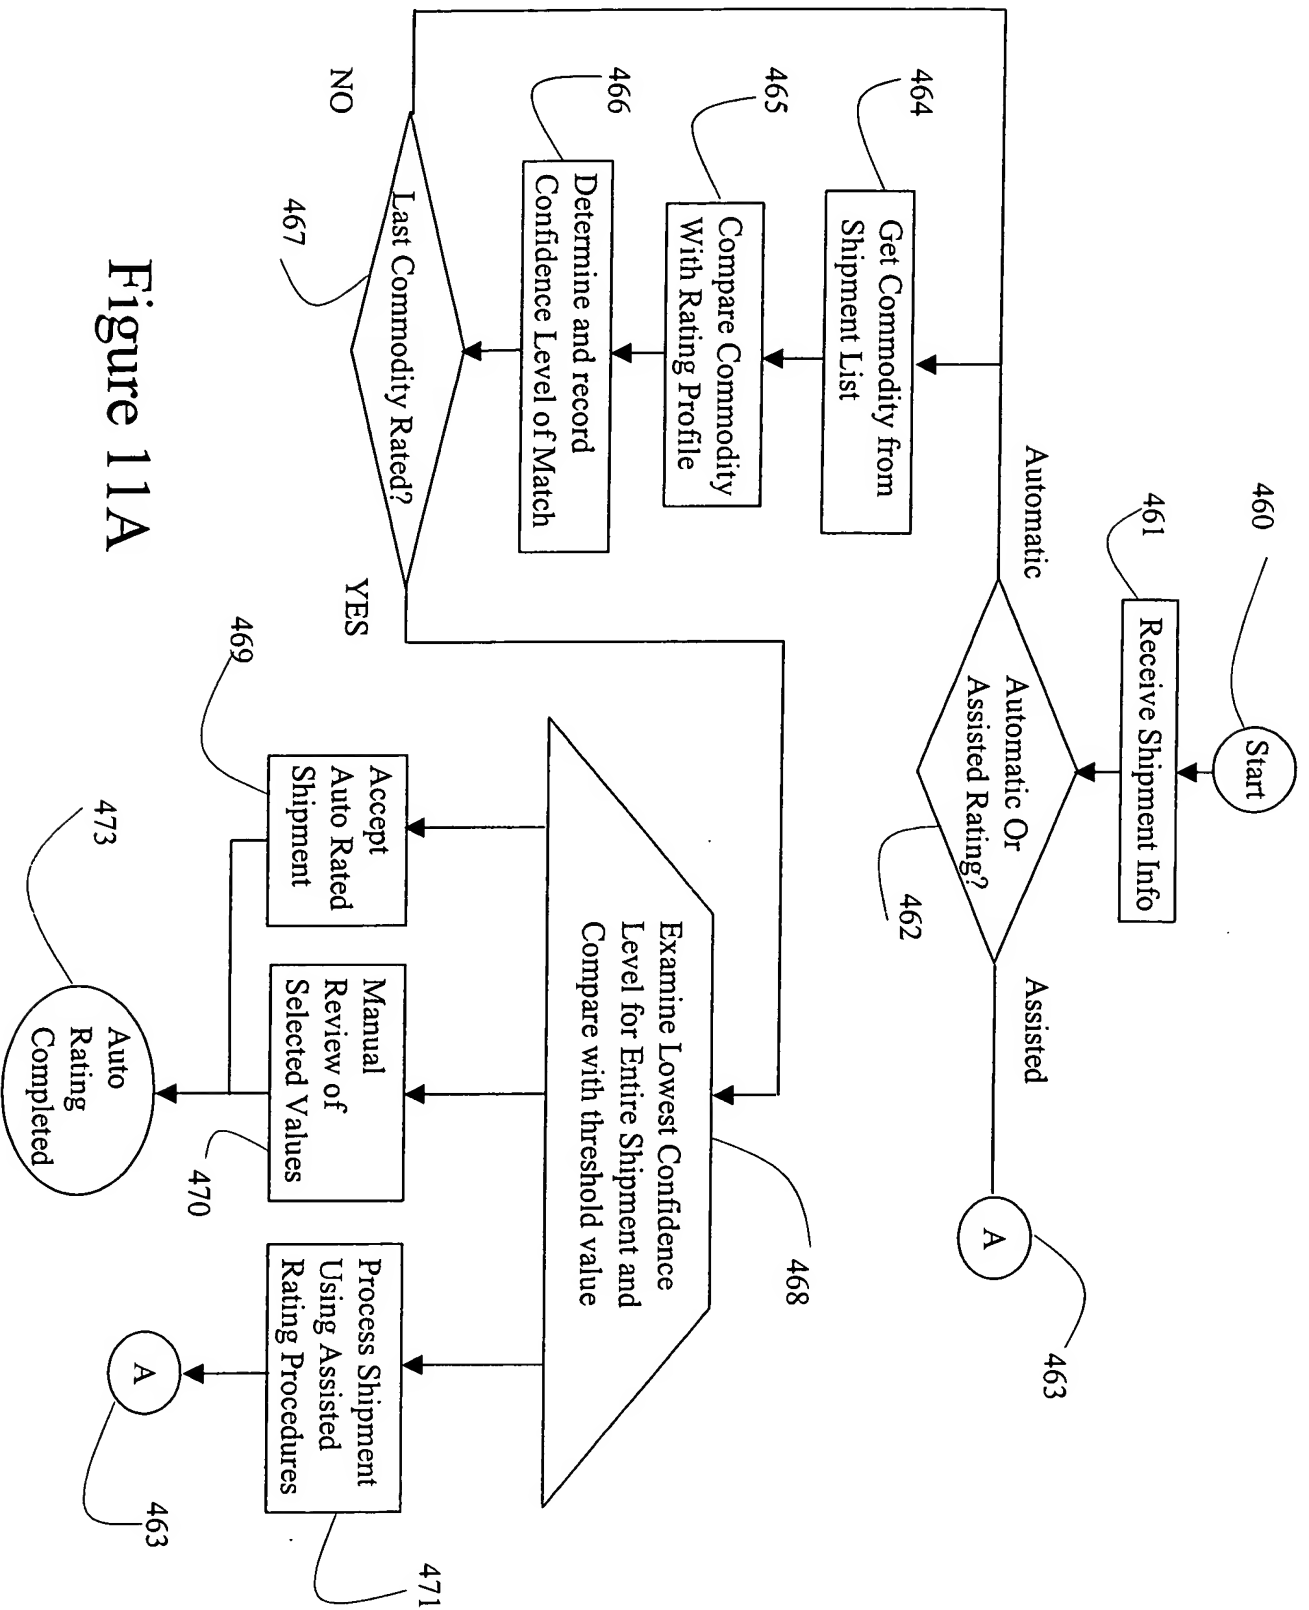 460
Start
461
Receive Shipment Info
Automatic
Automatic Or
Assisted Rating?
462
Assisted
A
463
464
Get Commodity from
Shipment List
465
Compare Commodity
With Rating Profile
466
Determine and record
Confidence Level of Match
Last Commodity Rated?
467
NO
YES
Examine Lowest Confidence
Level for Entire Shipment and
Compare with threshold value
468
469
Accept
Auto Rated
Shipment
Manual
Review of
Selected Values
470
Process Shipment
Using Assisted
Rating Procedures
471
473
Auto
Rating
Completed
A
463
Figure 11A